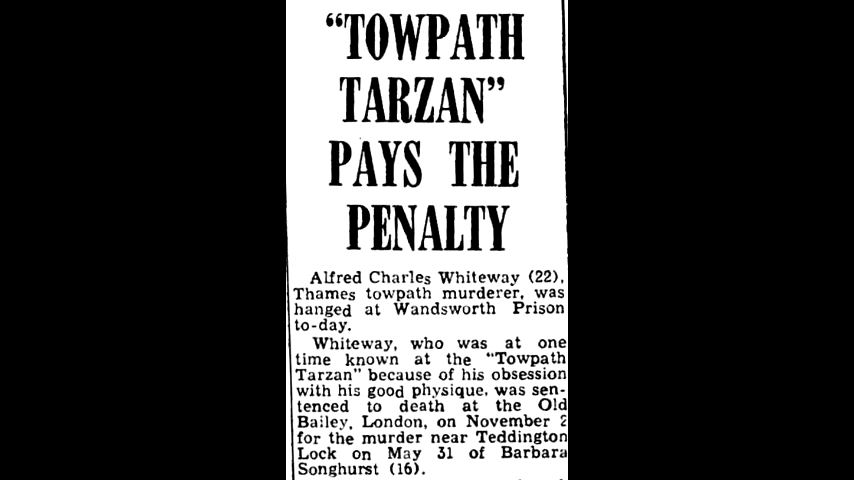 “TOWPATH
TARZAN”
PAYS THE
PENALTY
Alfred Charles Whiteway (22),
Thames towpath murderer, was
hanged at Wandsworth Prison
to-day.
Whiteway, who was at one
time known at the “Towpath
Tarzan” because of his obsession
with his good physique, was sen-
tenced to death at the Old
Bailey, London, on November 2
for the murder near Teddington
Lock on May 31 of Barbara
Songhurst (16).